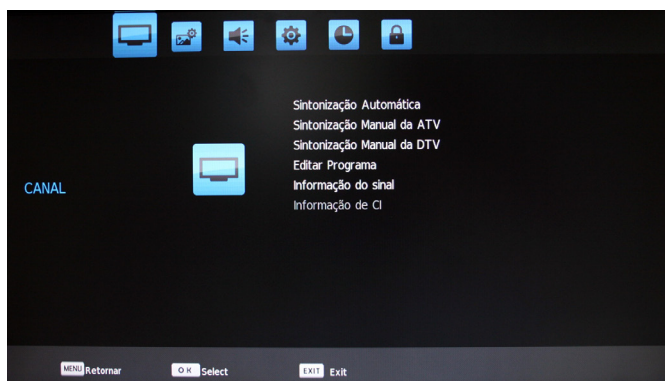 Sintonização Automática
Sintonização Manual da ATV
Sintonização Manual da DTV
Editar Programa
Informação do sinal
Informação de CI
CANAL
MENU Retornar OK Select EXIT Exit